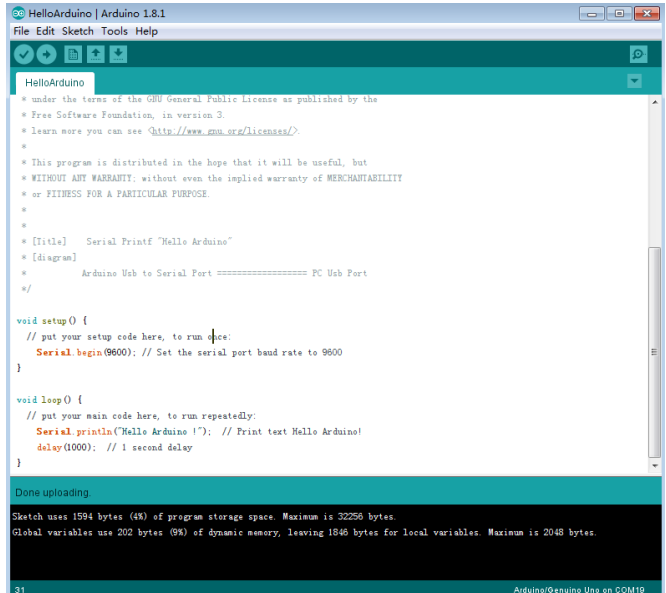 HelloArduino | Arduino 1.8.1
File Edit Sketch Tools Help
HelloArduino
* under the terms of the GNU General Public License as published by the
* Free Software Foundation, in version 3.
* learn more you can see <http://www.gnu.org/licenses/>.
*
* This program is distributed in the hope that it will be useful, but
* WITHOUT ANY WARRANTY; without even the implied warranty of MERCHANTABILITY
* or FITNESS FOR A PARTICULAR PURPOSE.
*
*
* [Title]    Serial Printf "Hello Arduino"
* [diagram]
*         Arduino Usb to Serial Port ================== PC Usb Port
*/
void setup() {
// put your setup code here, to run once:
Serial.begin(9600); // Set the serial port baud rate to 9600
}
void loop() {
// put your main code here, to run repeatedly:
Serial.println("Hello Arduino !");  // Print text Hello Arduino!
delay(1000);  // 1 second delay
}
Done uploading.
Sketch uses 1594 bytes (4%) of program storage space. Maximum is 32256 bytes.
Global variables use 202 bytes (9%) of dynamic memory, leaving 1846 bytes for local variables. Maximum is 2048 bytes.
31 Arduino/Genuino Uno on COM19